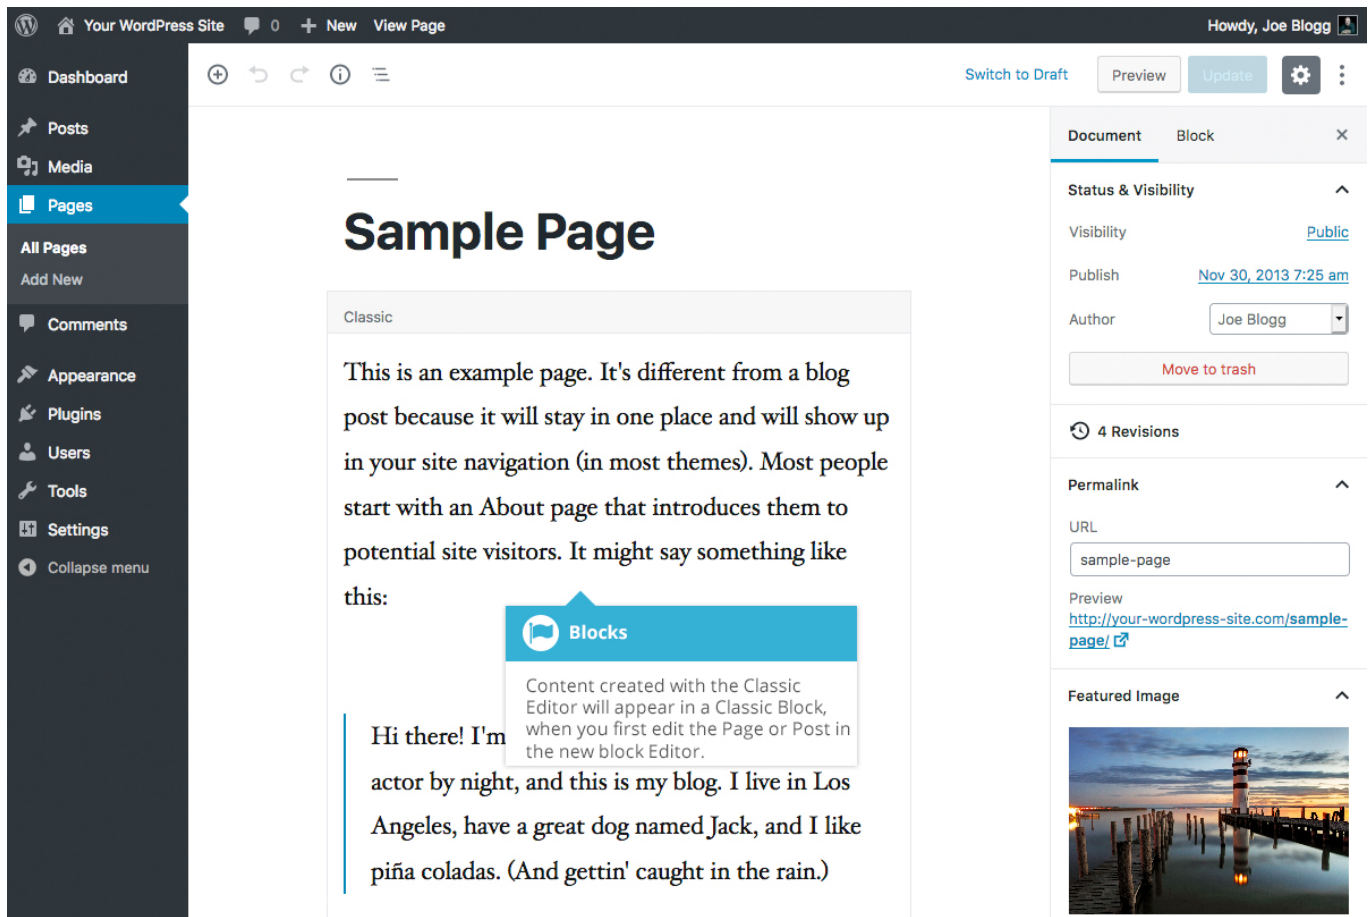 Your WordPress Site 0 New View Page Howdy, Joe Blogg
Dashboard
Posts
Media
Pages
All Pages
Add New
Comments
Appearance
Plugins
Users
Tools
Settings
Collapse menu
Switch to Draft Preview Update
Sample Page
Classic
This is an example page. It's different from a blog
post because it will stay in one place and will show up
in your site navigation (in most themes). Most people
start with an About page that introduces them to
potential site visitors. It might say something like
this:
Blocks
Content created with the Classic
Editor will appear in a Classic Block,
when you first edit the Page or Post in
the new block Editor.
Hi there! I'm
actor by night, and this is my blog. I live in Los
Angeles, have a great dog named Jack, and I like
piña coladas. (And gettin' caught in the rain.)
Document Block
Status & Visibility
Visibility Public
Publish Nov 30, 2013 7:25 am
Author Joe Blogg
Move to trash
4 Revisions
Permalink
URL
sample-page
Preview
http://your-wordpress-site.com/sample-
page/
Featured Image